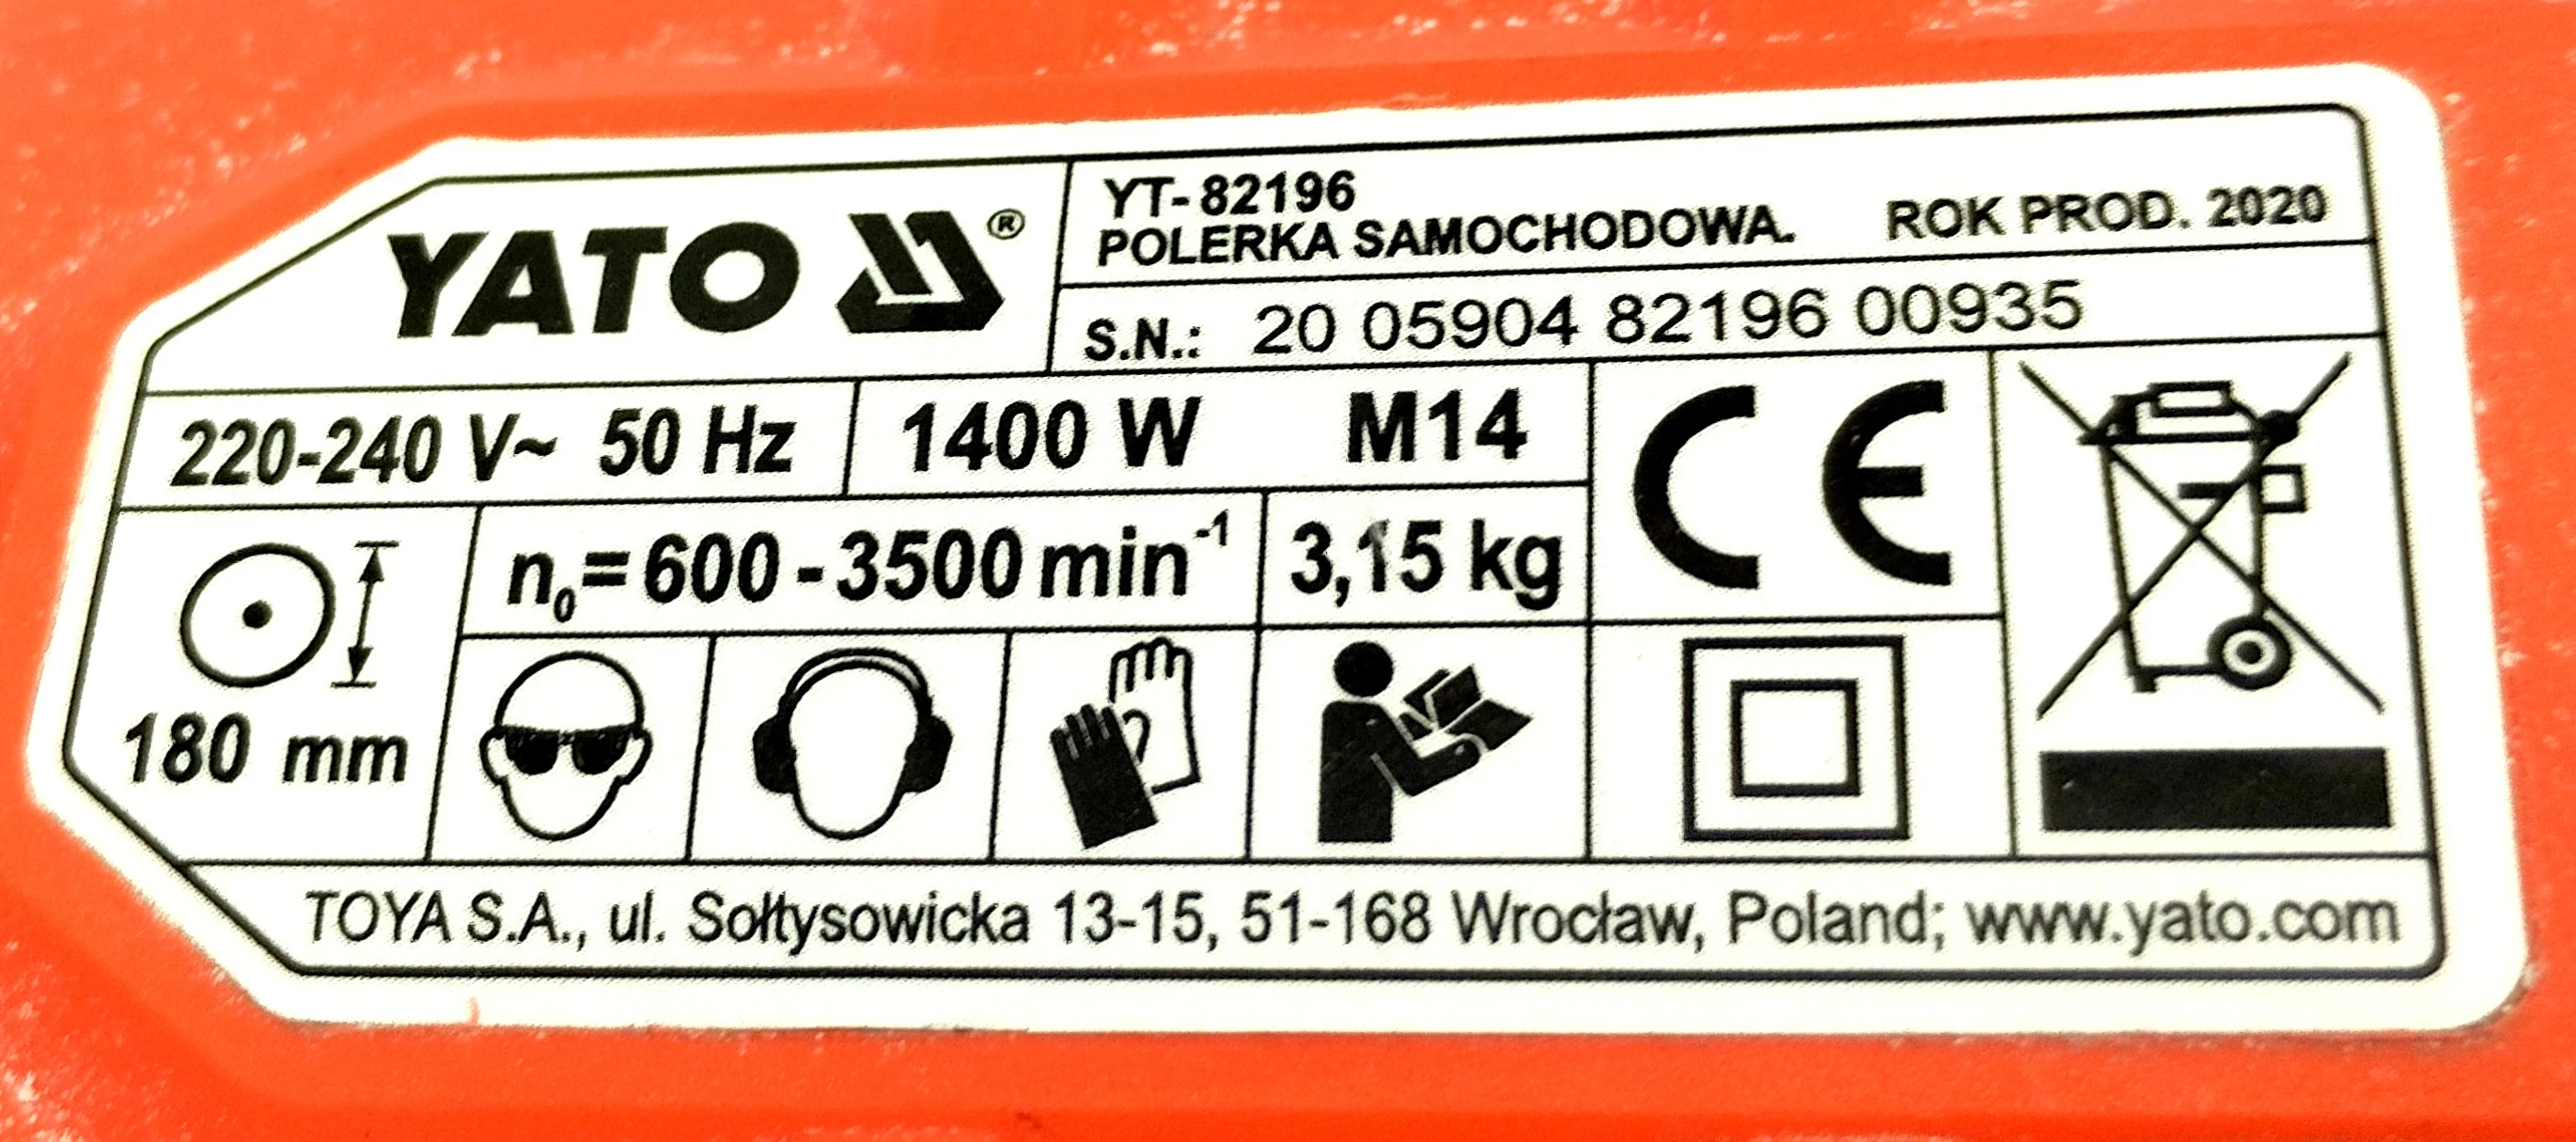 YATO ®
YT-82196
POLERKA SAMOCHODOWA. ROK PROD. 2020
S.N.: 20 05904 82196 00935
220-240 V~ 50 Hz
1400 W M14
n₀=600-3500 min⁻¹
3,15 kg
CE
180 mm
TOYA S.A., ul. Sołtysowicka 13-15, 51-168 Wrocław, Poland; www.yato.com